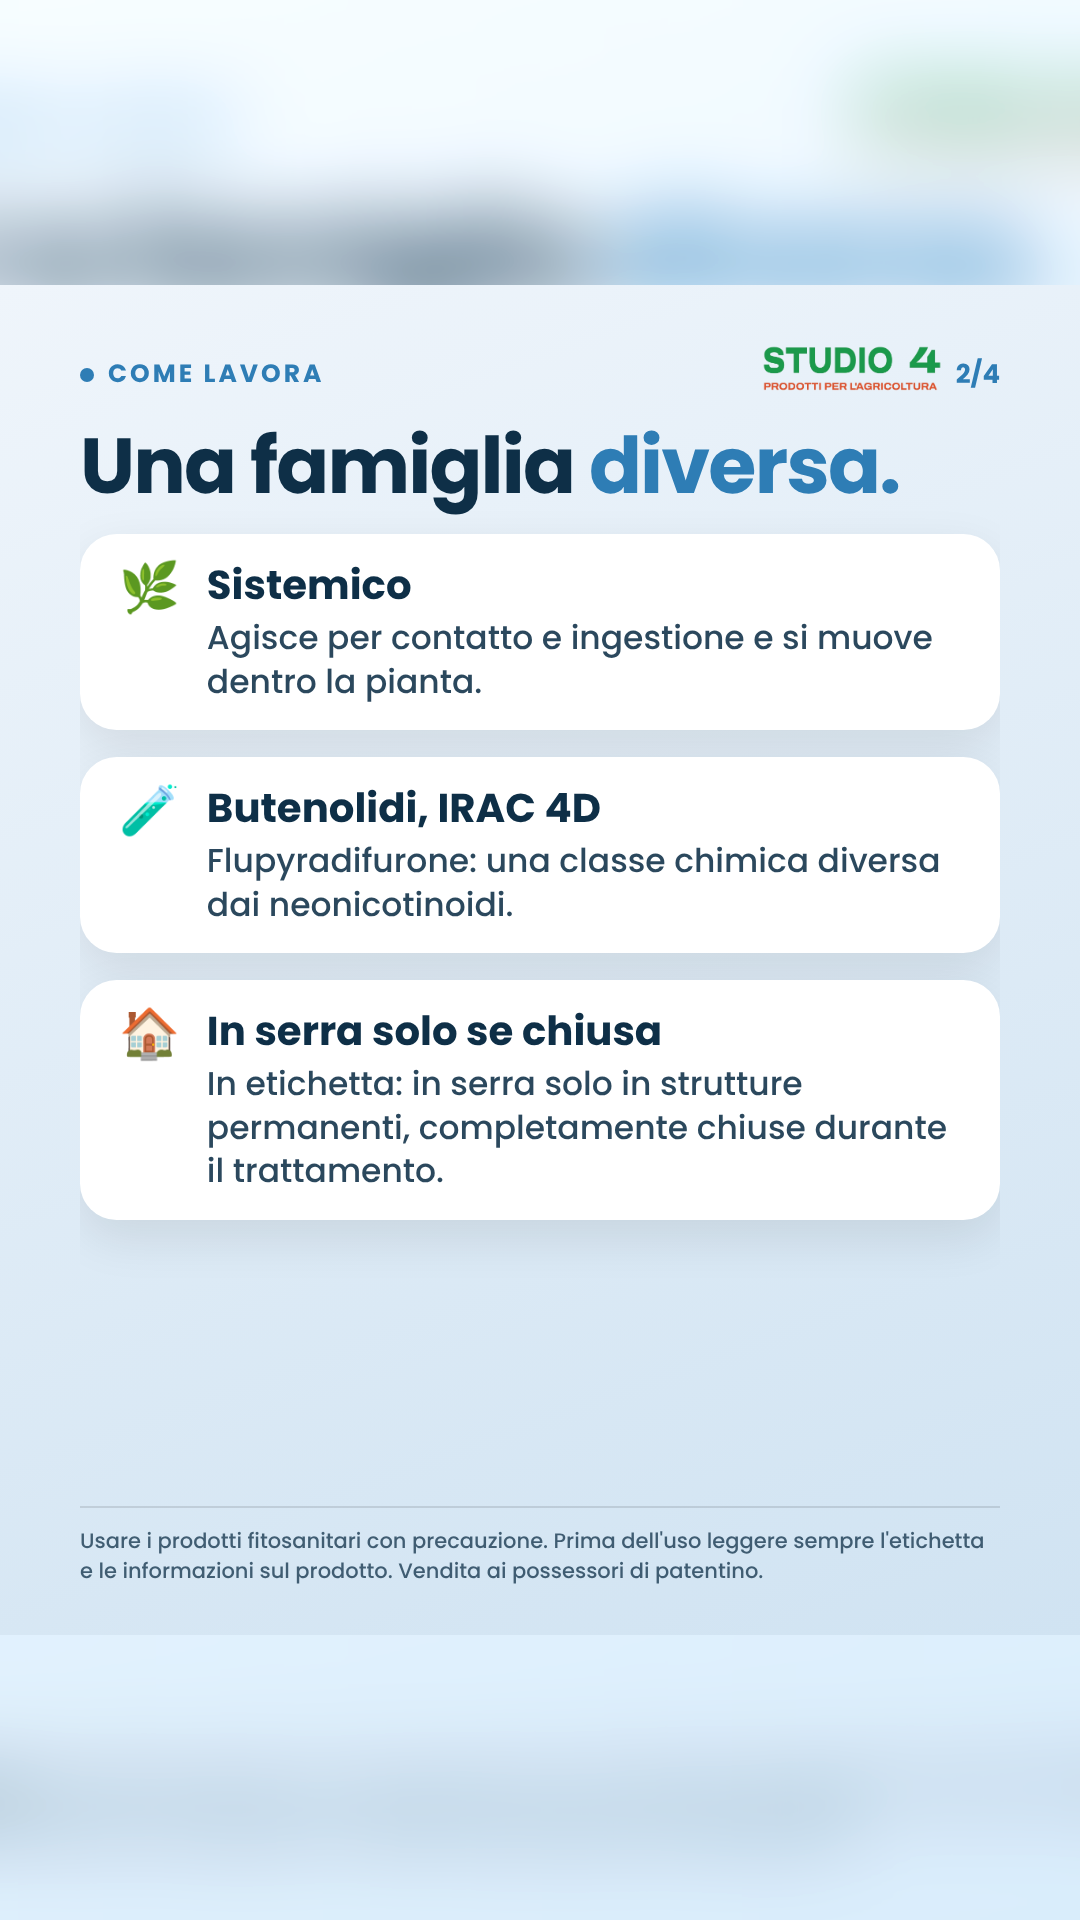 COME LAVORA
STUDIO 4
PRODOTTI PER L'AGRICOLTURA
2/4
Una famiglia diversa.
Sistemico
Agisce per contatto e ingestione e si muove
dentro la pianta.
Butenolidi, IRAC 4D
Flupyradifurone: una classe chimica diversa
dai neonicotinoidi.
In serra solo se chiusa
In etichetta: in serra solo in strutture
permanenti, completamente chiuse durante
il trattamento.
Usare i prodotti fitosanitari con precauzione. Prima dell'uso leggere sempre l'etichetta
e le informazioni sul prodotto. Vendita ai possessori di patentino.